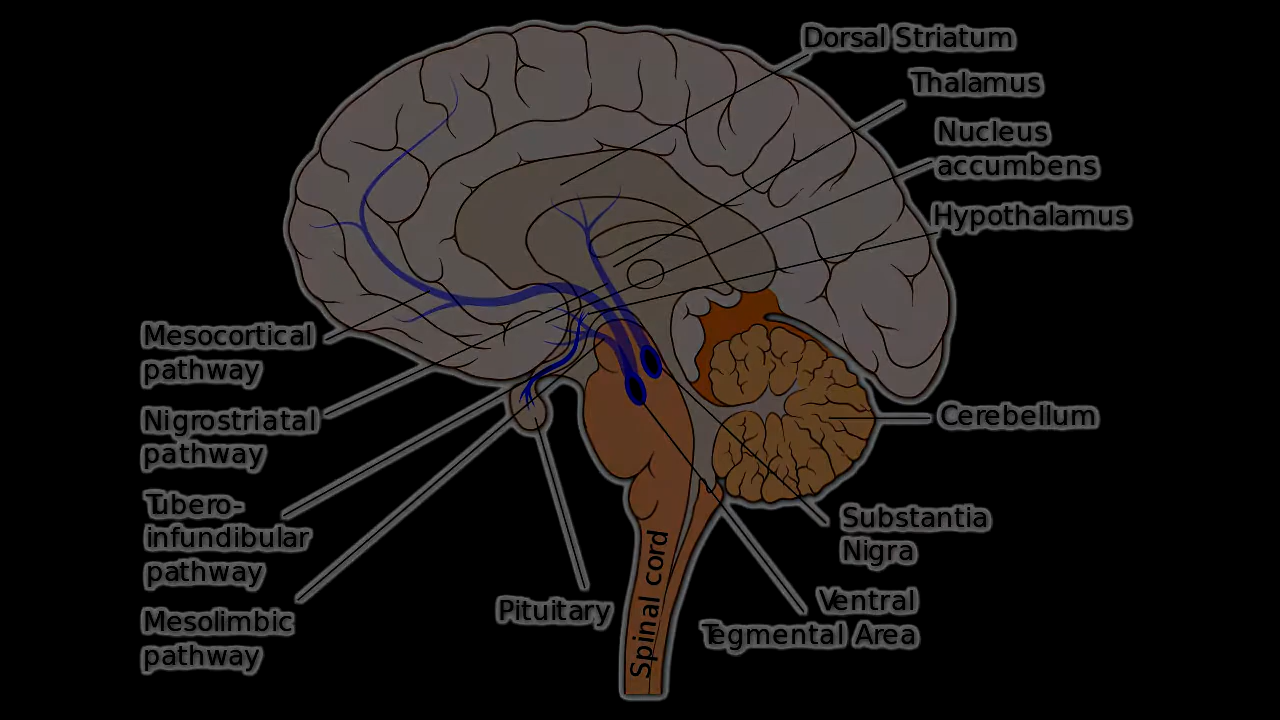 Dorsal Striatum
Thalamus
Nucleus
accumbens
Hypothalamus
Mesocortical
pathway
Nigrostriatal
pathway
Tubero-
infundibular
pathway
Mesolimbic
pathway
Pituitary
Spinal cord
Cerebellum
Substantia
Nigra
Ventral
Tegmental Area